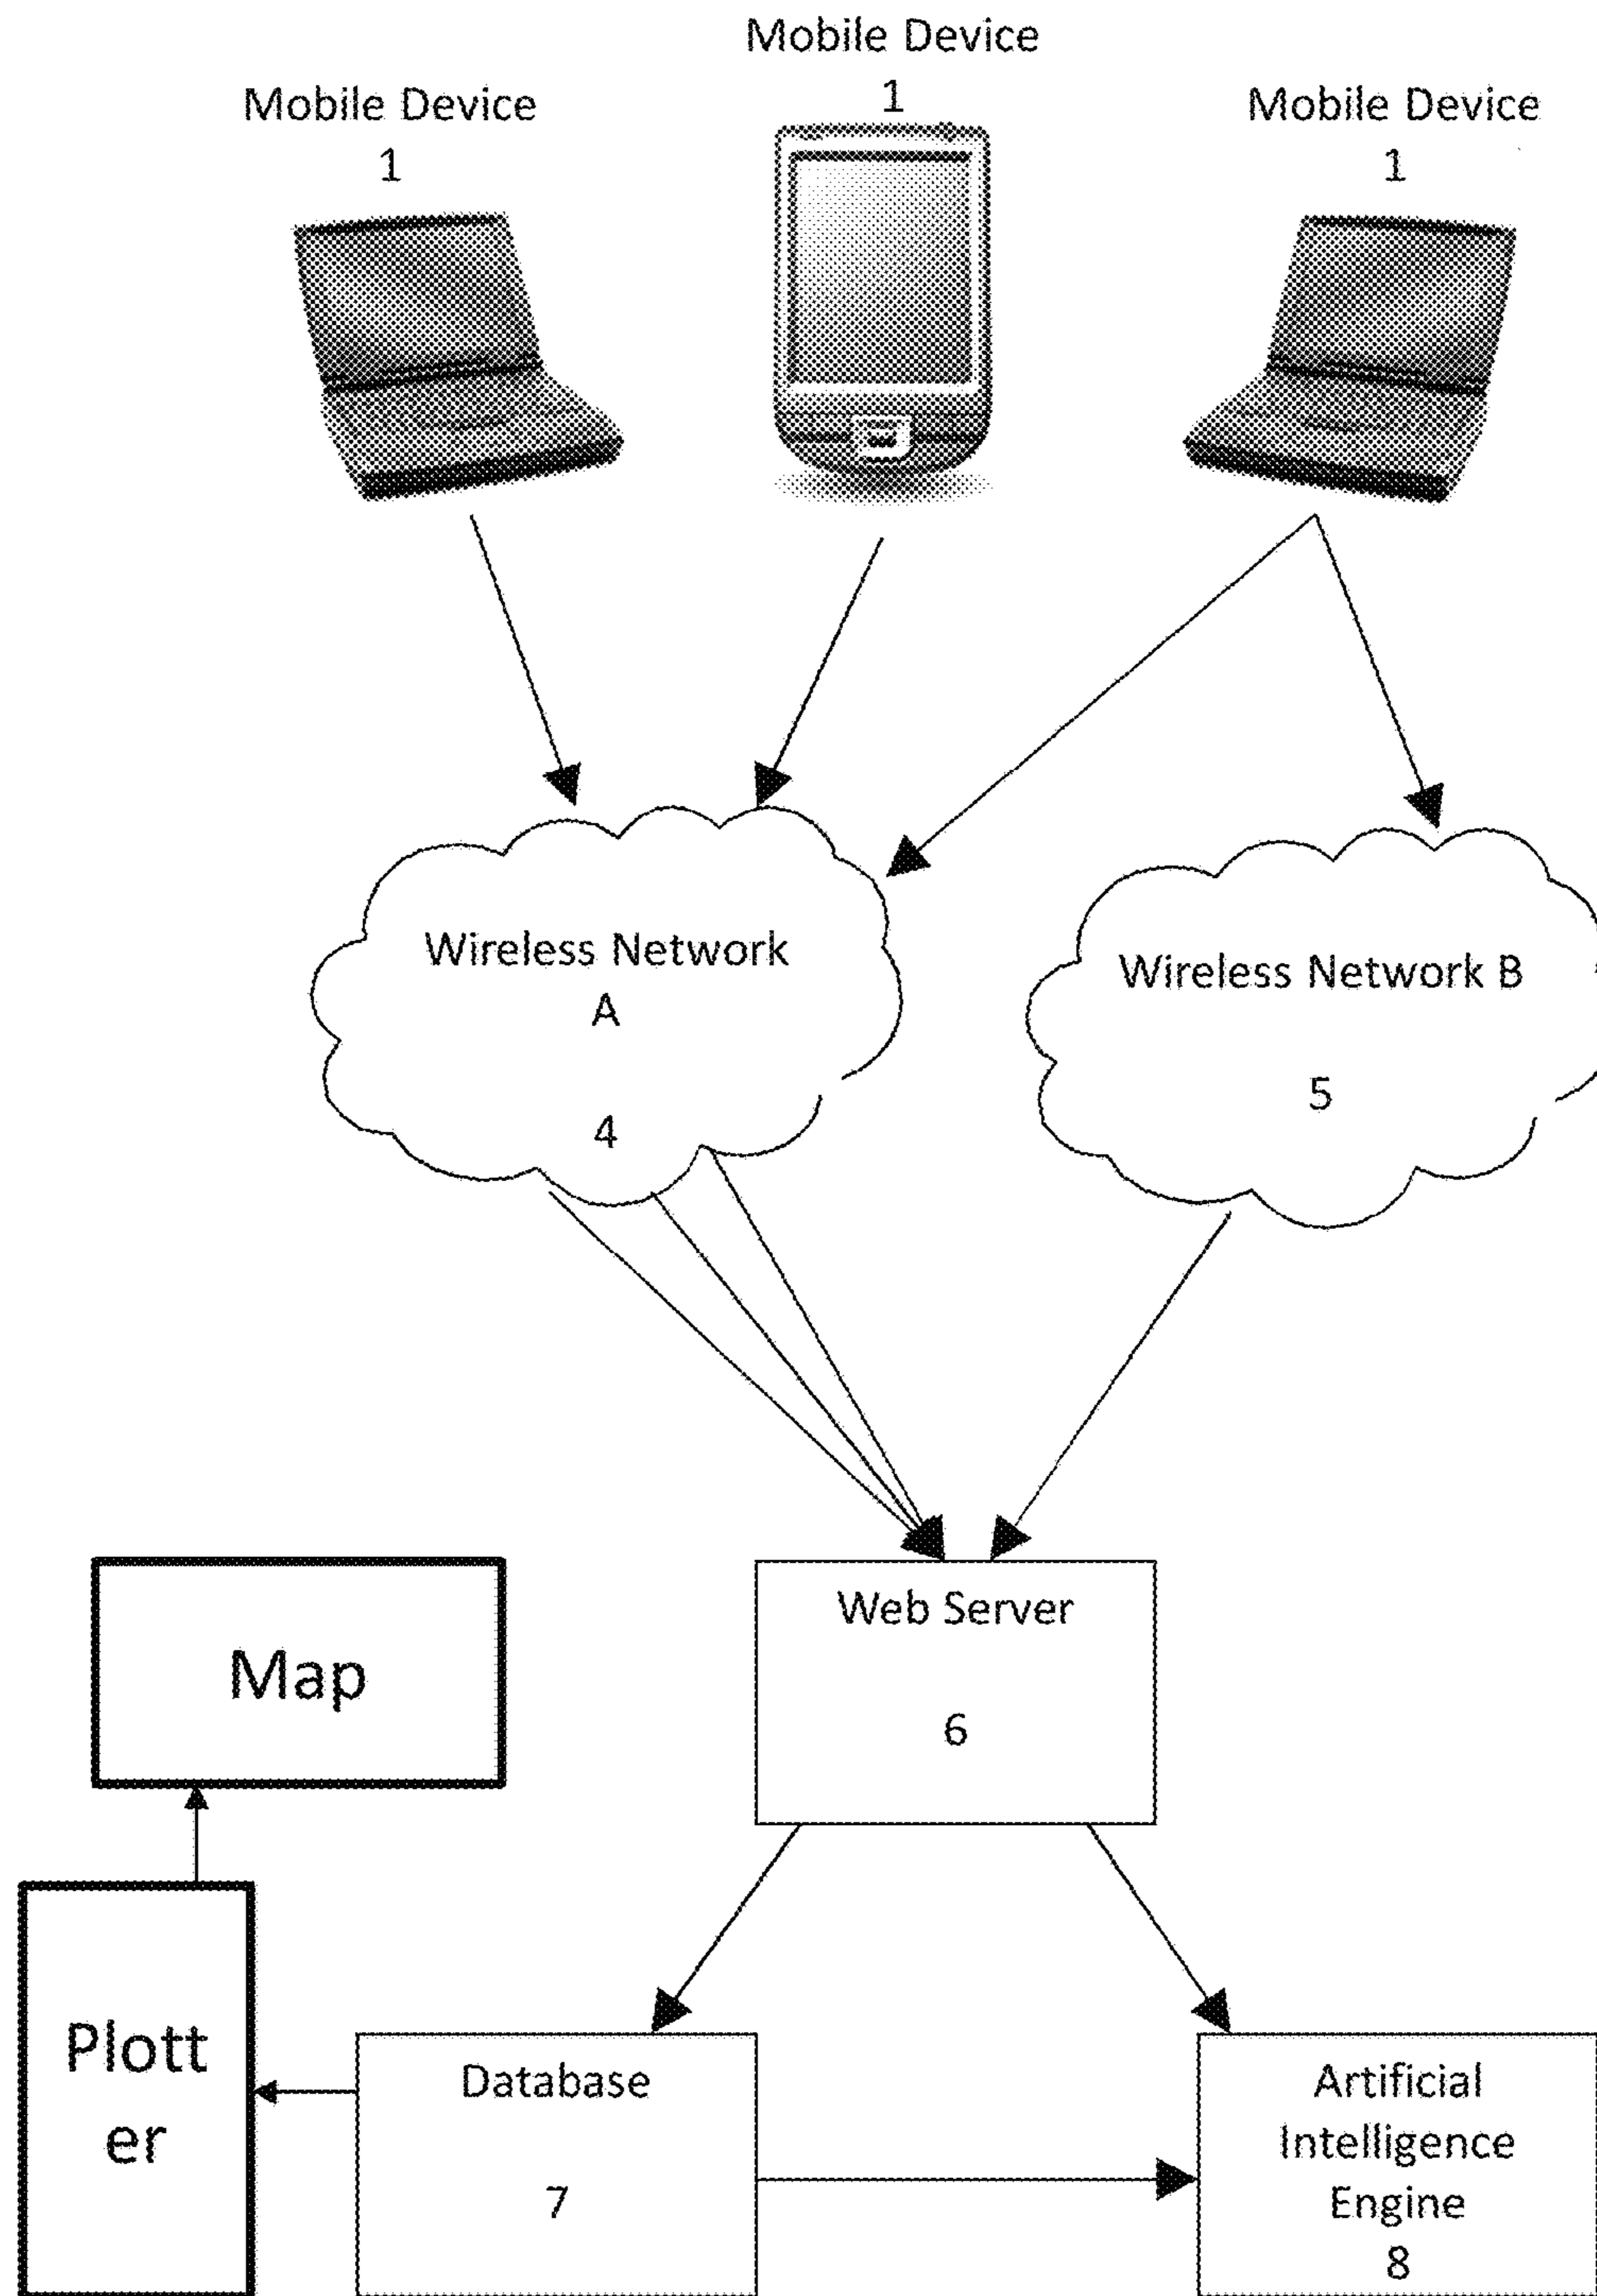 Mobile Device
1
Mobile Device
1
Mobile Device
1
Wireless Network
A
4
Wireless Network B
5
Web Server
6
Map
Plott
er
Database
7
Artificial
Intelligence
Engine
8